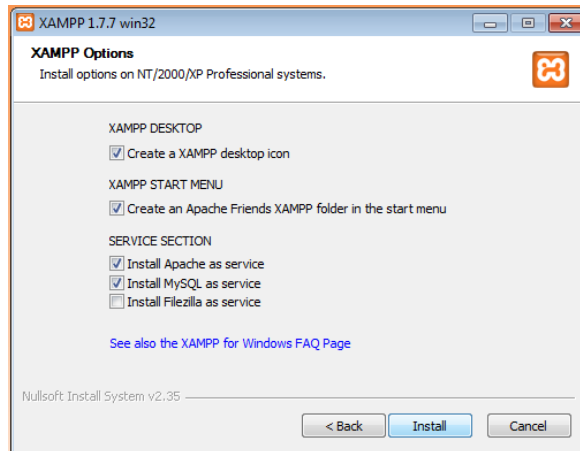 XAMPP 1.7.7 win32
XAMPP Options
Install options on NT/2000/XP Professional systems.
XAMPP DESKTOP
Create a XAMPP desktop icon
XAMPP START MENU
Create an Apache Friends XAMPP folder in the start menu
SERVICE SECTION
Install Apache as service
Install MySQL as service
Install Filezilla as service
See also the XAMPP for Windows FAQ Page
Nullsoft Install System v2.35
< Back Install Cancel